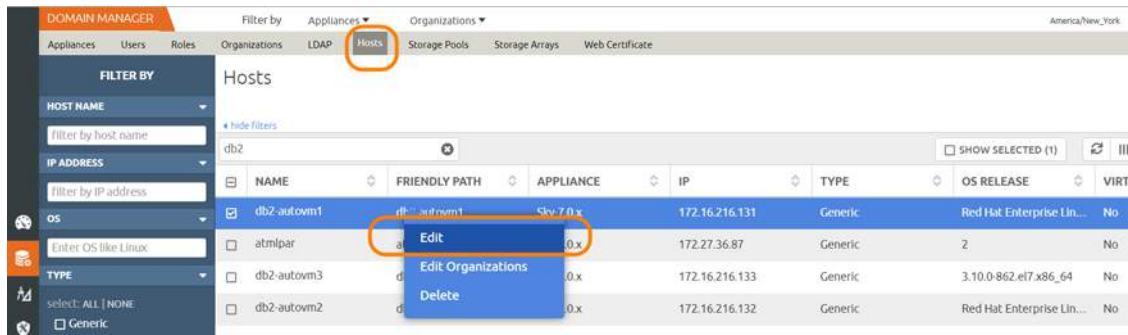 DOMAIN MANAGER Filter by Appliances Organizations America/New_York
Appliances Users Roles Organizations LDAP Hosts Storage Pools Storage Arrays Web Certificate
FILTER BY
Hosts
HOST NAME
filter by host name
hide filters
db2
SHOW SELECTED (1)
IP ADDRESS
filter by IP address
NAME FRIENDLY PATH APPLIANCE IP TYPE OS RELEASE VIRT
OS
db2-autovm1 Sky-7.0.x 172.16.216.131 Generic Red Hat Enterprise Lin... No
Enter OS like Linux
Edit
atmlpar 172.27.36.87 Generic 2 No
Edit Organizations
TYPE
db2-autovm3 172.16.216.133 Generic 3.10.0-862.el7.x86_64 No
Delete
select: ALL | NONE
Generic
db2-autovm2 172.16.216.132 Generic Red Hat Enterprise Lin... No